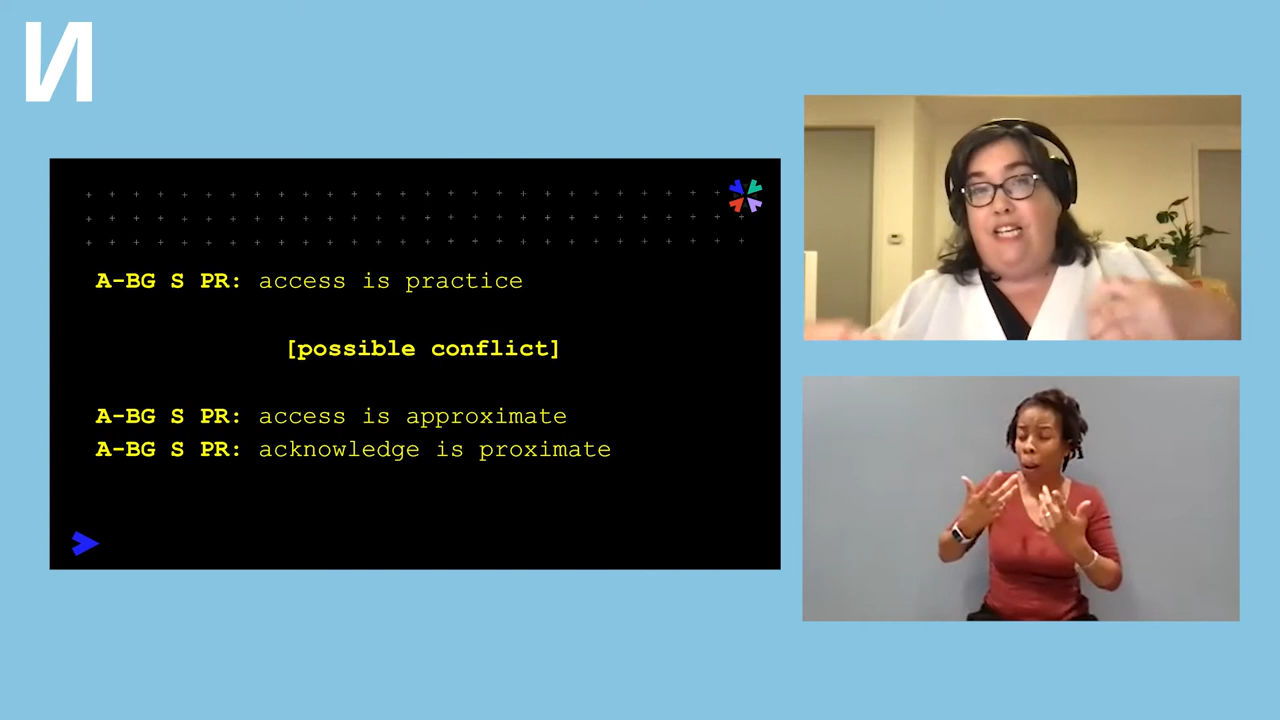 И
A-BG S PR: access is practice
[possible conflict]
A-BG S PR: access is approximate
A-BG S PR: acknowledge is proximate